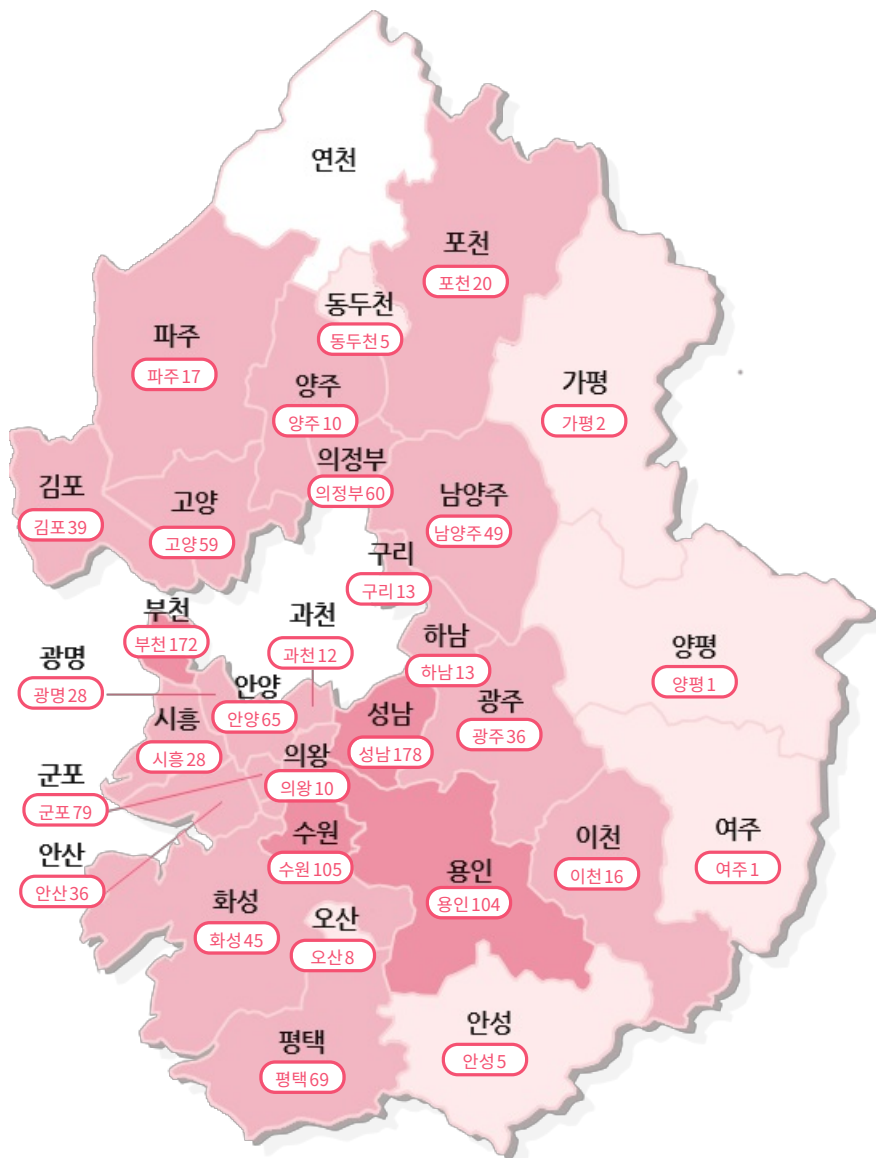 연천
포천
포천20
동두천
동두천5
파주
파주17
양주
양주10
가평
가평2
의정부
의정부60
김포
김포39
고양
고양59
남양주
남양주49
구리
구리13
부천
부천172
과천
과천12
하남
하남13
양평
양평1
광명
광명28
안양
안양65
성남
성남178
광주
광주36
시흥
시흥28
의왕
의왕10
군포
군포79
수원
수원105
이천
이천16
여주
여주1
안산
안산36
용인
용인104
화성
화성45
오산
오산8
안성
안성5
평택
평택69